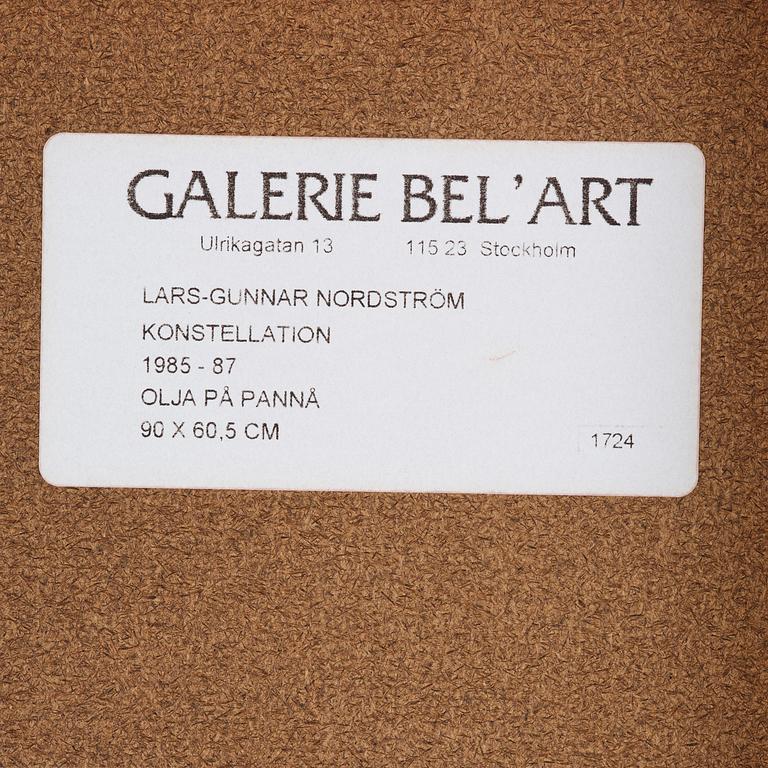 GALERIE BEL'ART
Ulrikagatan 13 115 23 Stockholm
LARS-GUNNAR NORDSTRÖM
KONSTELLATION
1985 - 87
OLJA PÅ PANNÅ
90 X 60,5 CM
1724